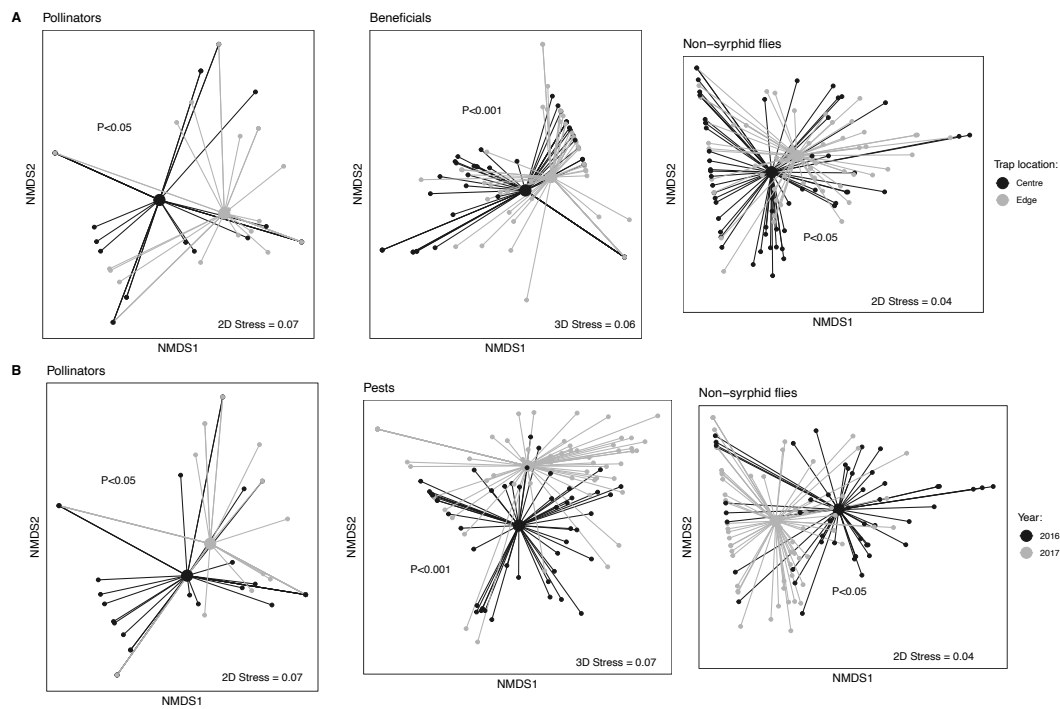 A
Pollinators
P<0.05
2D Stress = 0.07
NMDS1
NMDS2
Beneficials
P<0.001
3D Stress = 0.06
NMDS1
NMDS2
Non−syrphid flies
P<0.05
2D Stress = 0.04
NMDS1
NMDS2
Trap location:
Centre
Edge
B
Pollinators
P<0.05
2D Stress = 0.07
NMDS1
NMDS2
Pests
P<0.001
3D Stress = 0.07
NMDS1
NMDS2
Non−syrphid flies
P<0.05
2D Stress = 0.04
NMDS1
NMDS2
Year:
2016
2017